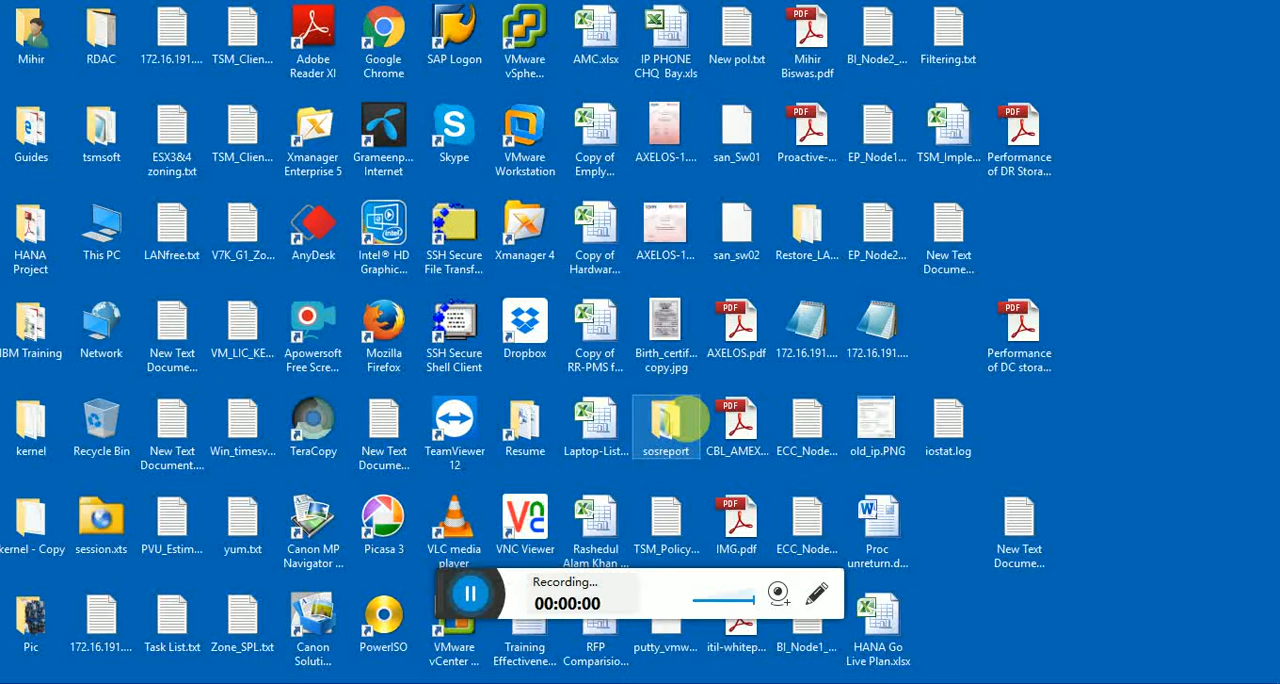 Mihir
RDAC
172.16.191....
TSM_Clien...
Adobe
Reader XI
Google
Chrome
SAP Logon
VMware
vSphe...
AMC.xlsx
IP PHONE
CHQ Bay.xls
New pol.txt
PDF
Mihir
Biswas.pdf
BI_Node2_...
Filtering.txt
Guides
tsmsoft
ESX3&4
zoning.txt
TSM_Clien...
Xmanager
Enterprise 5
Grameenp...
Internet
Skype
VMware
Workstation
Copy of
Emply...
AXELOS-1....
san_Sw01
PDF
Proactive-...
EP_Node1...
TSM_Imple...
PDF
Performance
of DR Stora...
HANA
Project
This PC
LANfree.txt
V7K_G1_Zo...
AnyDesk
intel
Intel® HD
Graphic...
SSH Secure
File Transf...
Xmanager 4
Copy of
Hardwar...
AXELOS-1...
san_sw02
Restore_LA...
EP_Node2...
New Text
Docume...
IBM Training
Network
New Text
Docume...
VM_LIC_KE...
Apowersoft
Free Scre...
Mozilla
Firefox
SSH Secure
Shell Client
Dropbox
Copy of
RR-PMS f...
Birth_certif...
copy.jpg
PDF
AXELOS.pdf
172.16.191....
172.16.191....
PDF
Performance
of DC stora...
kernel
Recycle Bin
New Text
Document....
Win_timesv...
TeraCopy
New Text
Docume...
TeamViewer
12
Resume
Laptop-List...
sosreport
PDF
CBL_AMEX...
ECC_Node...
old_ip.PNG
iostat.log
kernel - Copy
session.xts
PVU_Estim...
yum.txt
Canon MP
Navigator ...
Picasa 3
VLC media
player
VNC Viewer
Rashedul
Alam Khan ...
TSM_Policy...
PDF
IMG.pdf
ECC_Node...
Proc
unreturn.d...
New Text
Docume...
Recording...
00:00:00
Pic
172.16.191....
Task List.txt
Zone_SPL.txt
Canon
Soluti...
PowerISO
VMware
vCenter ...
Training
Effectivene...
RFP
Comparisio...
putty_vmw...
itil-whitep...
BI_Node1_...
HANA Go
Live Plan.xlsx